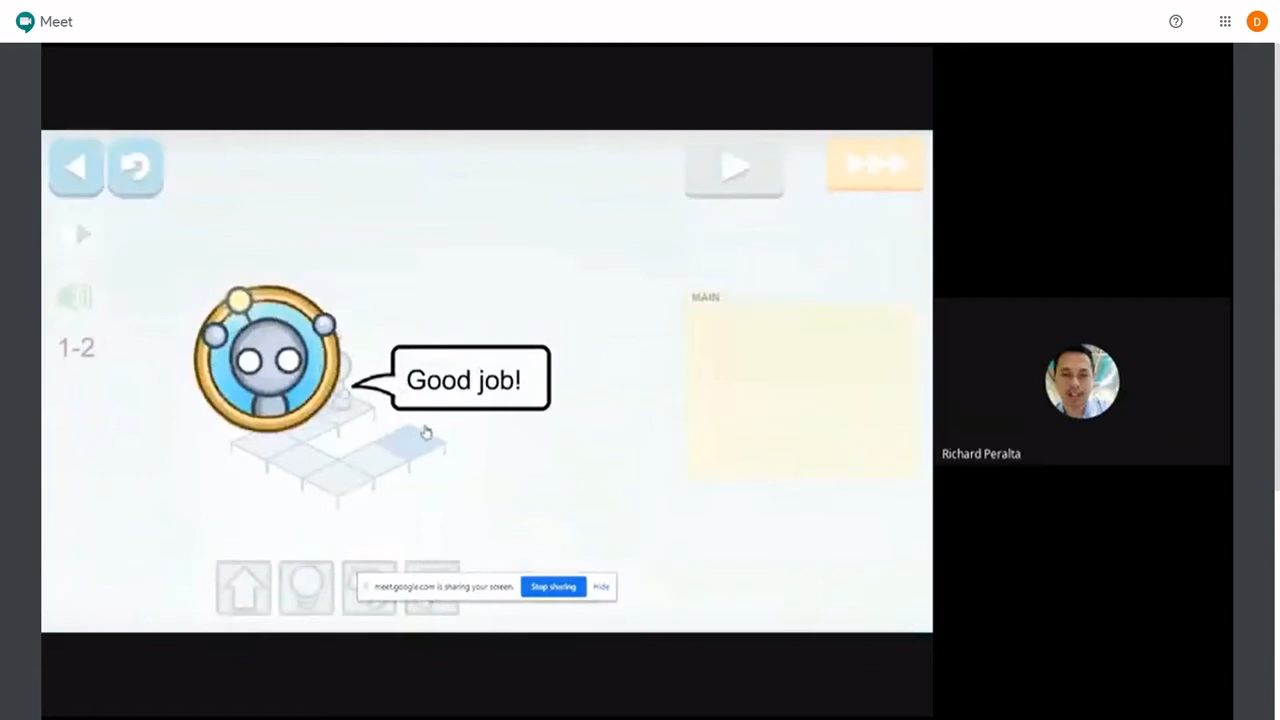 Meet
D
1-2
MAIN
Good job!
Richard Peralta
meet.google.com is sharing your screen.
Stop sharing
Hide